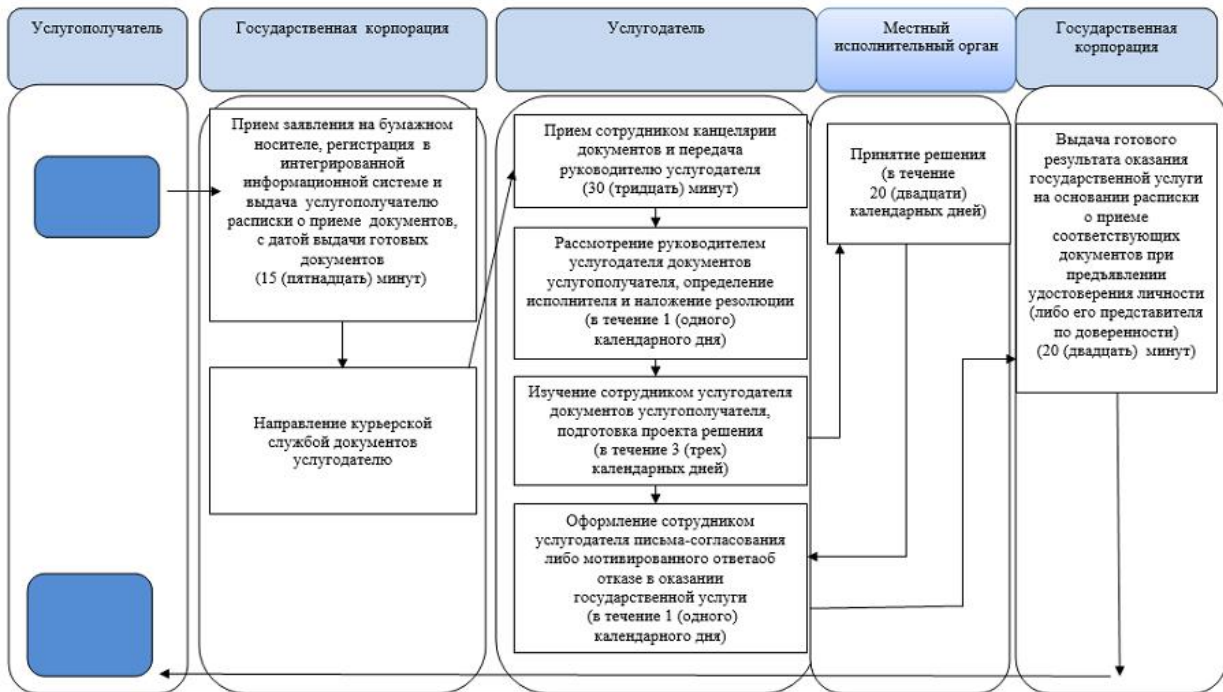 Услугополучатель
Государственная корпорация
Услугодатель
Местный
исполнительный орган
Государственная
корпорация
Прием заявления на бумажном
носителе, регистрация в
интегрированной
информационной системе и
выдача услугополучателю
расписки о приеме документов,
с датой выдачи готовых
документов
(15 (пятнадцать) минут)
Направление курьерской
службой документов
услугодателю
Прием сотрудником канцелярии
документов и передача
руководителю услугодателя
(30 (тридцать) минут)
Рассмотрение руководителем
услугодателя документов
услугополучателя, определение
исполнителя и наложение резолюции
(в течение 1 (одного)
календарного дня)
Изучение сотрудником услугодателя
документов услугополучателя,
подготовка проекта решения
(в течение 3 (трех)
календарных дней)
Оформление сотрудником
услугодателя письма-согласования
либо мотивированного ответаоб
отказе в оказании
государственной услуги
(в течение 1 (одного)
календарного дня)
Принятие решения
(в течение
20 (двадцати)
календарных дней)
Выдача готового
результата оказания
государственной услуги
на основании расписки
о приеме
соответствующих
документов при
предъявлении
удостоверения личности
(либо его представителя
по доверенности)
(20 (двадцать) минут)